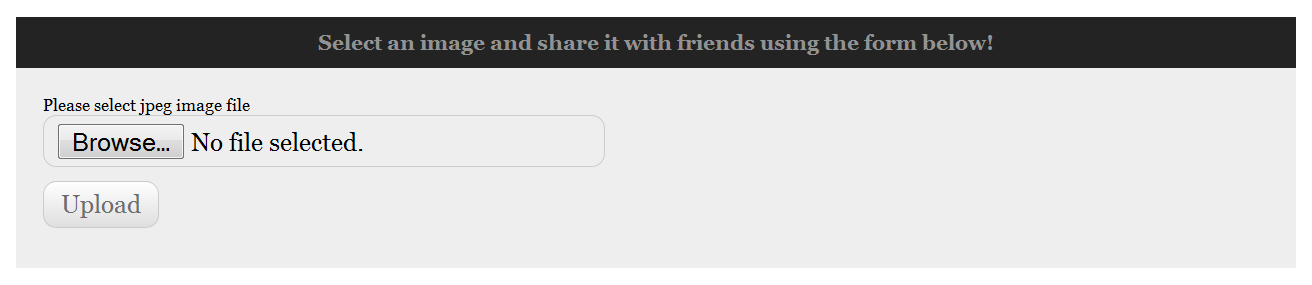 Select an image and share it with friends using the form below!
Please select jpeg image file
Browse... No file selected.
Upload